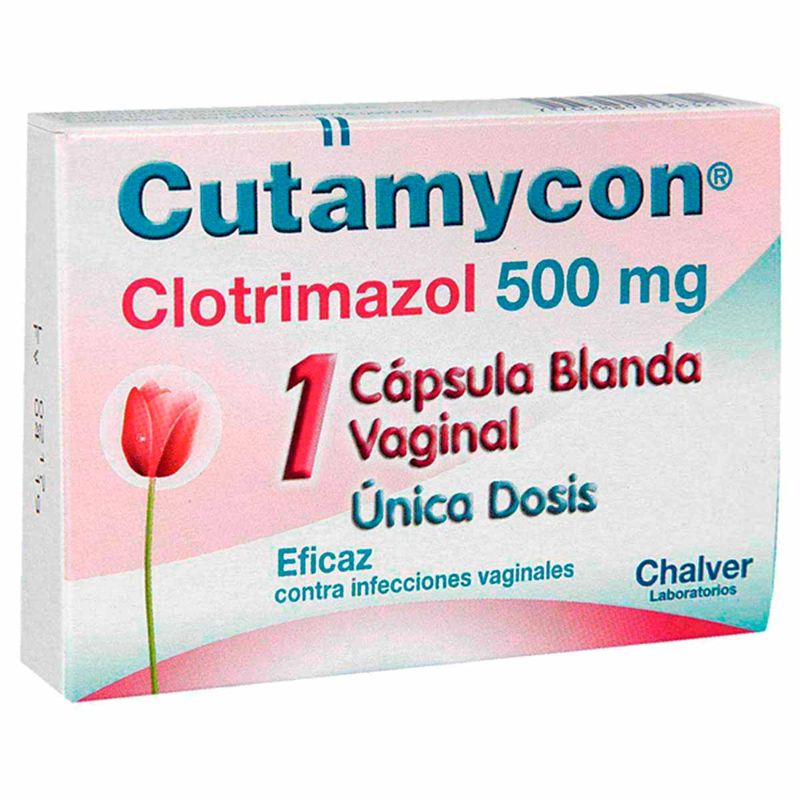 Cutamycon®
Clotrimazol 500 mg
1 Cápsula Blanda
Vaginal
Única Dosis
Eficaz
contra infecciones vaginales
Chalver
Laboratorios